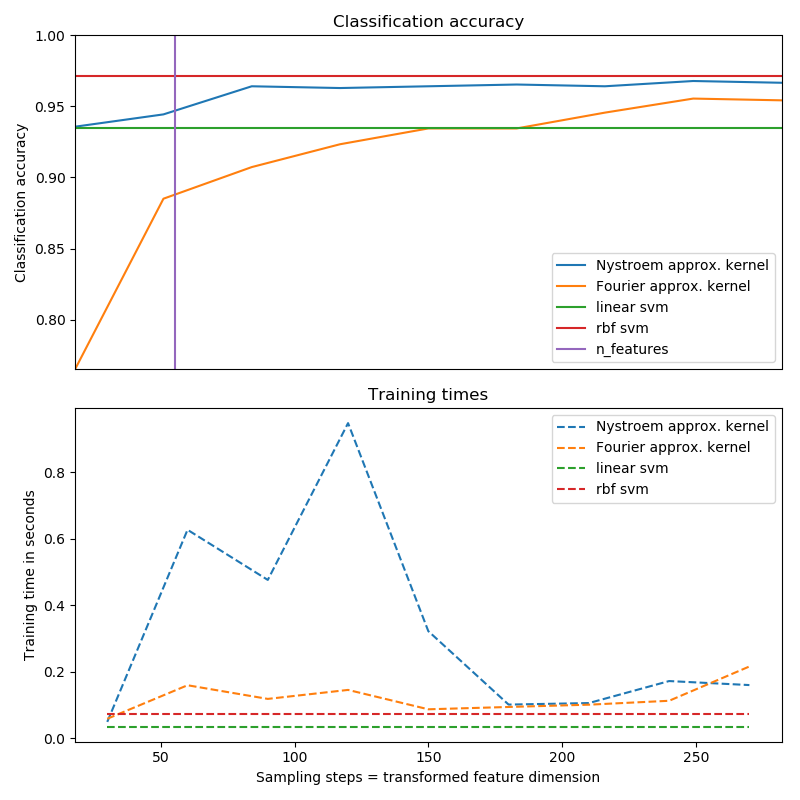 Classification accuracy
1.00
0.95
0.90
0.85
0.80
Classification accuracy
Nystroem approx. kernel
Fourier approx. kernel
linear svm
rbf svm
n_features
Training times
0.8
0.6
0.4
0.2
0.0
Training time in seconds
Nystroem approx. kernel
Fourier approx. kernel
linear svm
rbf svm
50 100 150 200 250
Sampling steps = transformed feature dimension